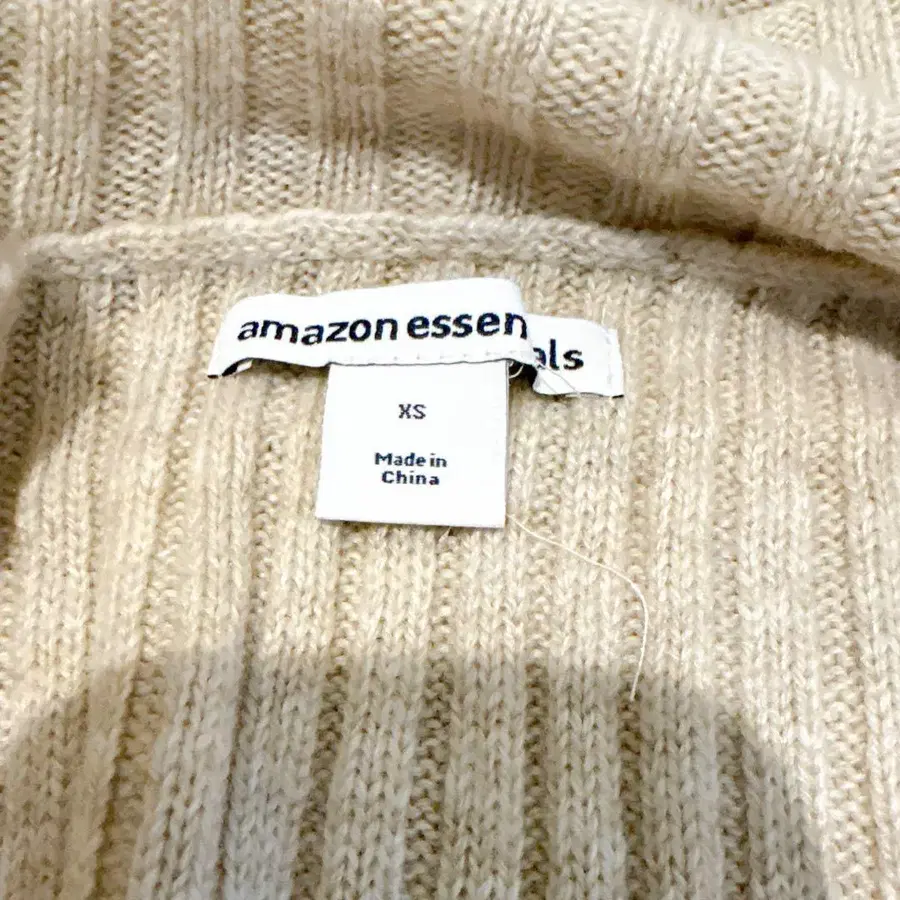 amazon essen als
XS
Made in
China